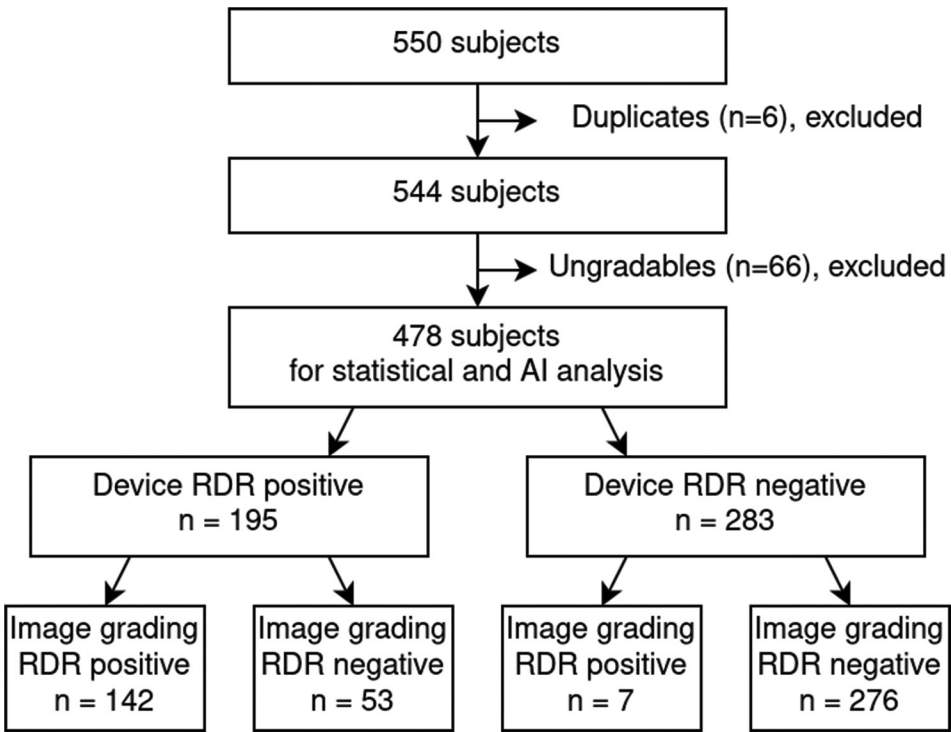 550 subjects
Duplicates (n=6), excluded
544 subjects
Ungradables (n=66), excluded
478 subjects
for statistical and AI analysis
Device RDR positive
n = 195
Device RDR negative
n = 283
Image grading
RDR positive
n = 142
Image grading
RDR negative
n = 53
Image grading
RDR positive
n = 7
Image grading
RDR negative
n = 276